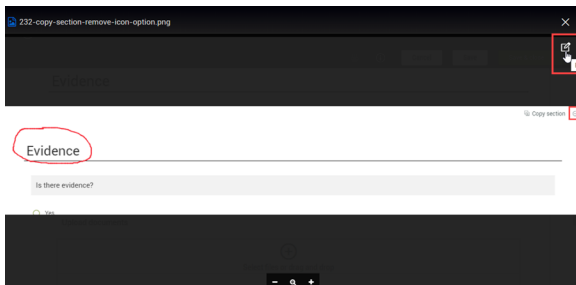 232-copy-section-remove-icon-option.png
Evidence
Copy section
Evidence
Is there evidence?
Yes